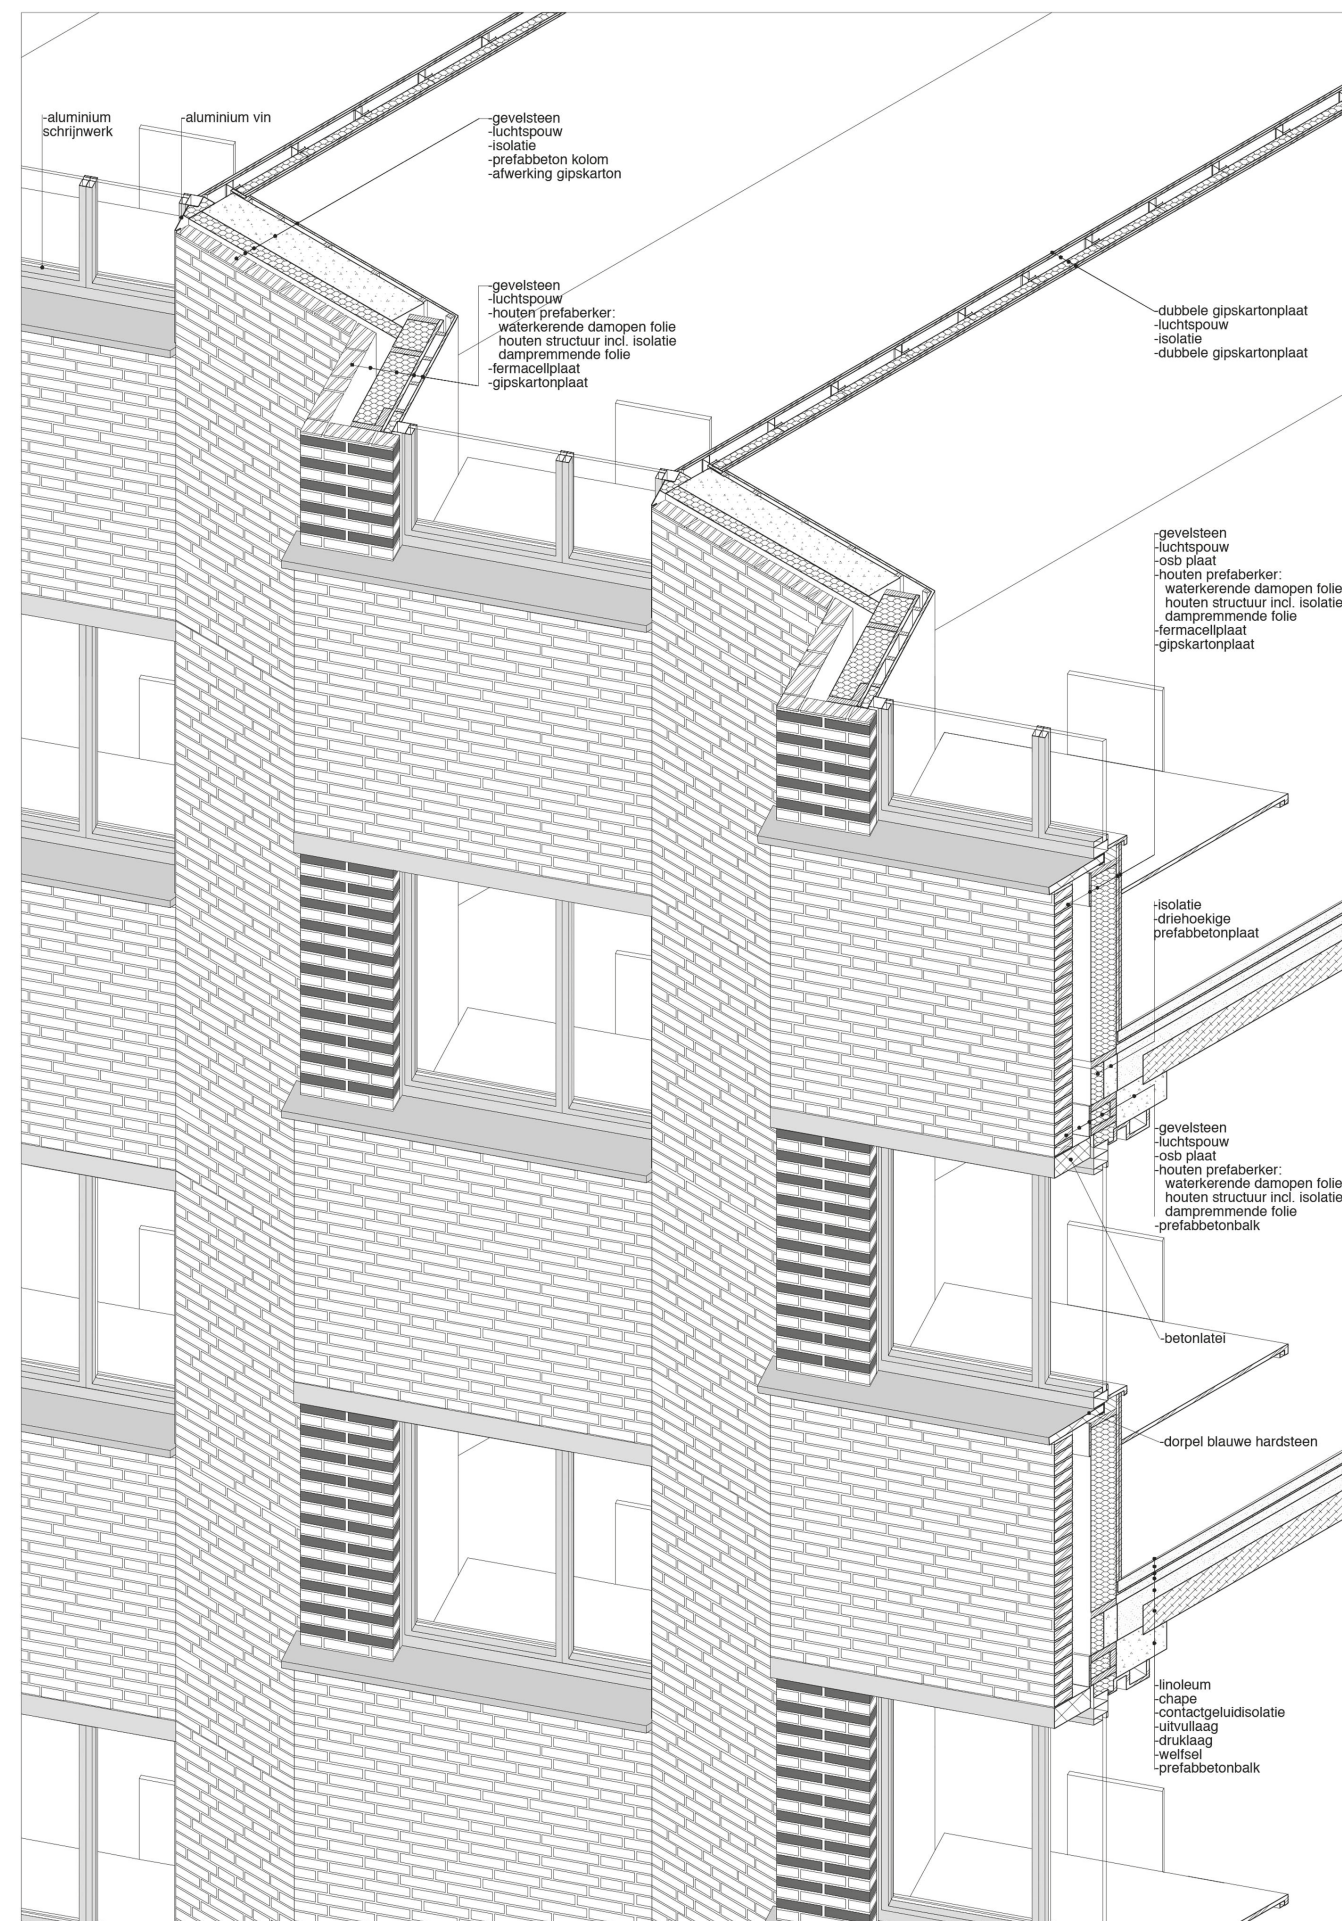 -aluminium
schrijnwerk
-aluminium vin
-gevelsteen
-luchtspouw
-isolatie
-prefabbeton kolom
-afwerking gipskarton
-gevelsteen
-luchtspouw
-houten prefaberker:
waterkerende damopen folie
houten structuur incl. isolatie
dampremmende folie
-fermacellplaat
-gipskartonplaat
-dubbele gipskartonplaat
-luchtspouw
-isolatie
-dubbele gipskartonplaat
-gevelsteen
-luchtspouw
-osb plaat
-houten prefaberker:
waterkerende damopen folie
houten structuur incl. isolatie
dampremmende folie
-fermacellplaat
-gipskartonplaat
-isolatie
-driehoekige
prefabbetonplaat
-gevelsteen
-luchtspouw
-osb plaat
-houten prefaberker:
waterkerende damopen folie
houten structuur incl. isolatie
dampremmende folie
-prefabbetonbalk
-betonlatei
-dorpel blauwe hardsteen
-linoleum
-chape
-contactgeluidisolatie
-uitvullaag
-druklaag
-welfsel
-prefabbetonbalk